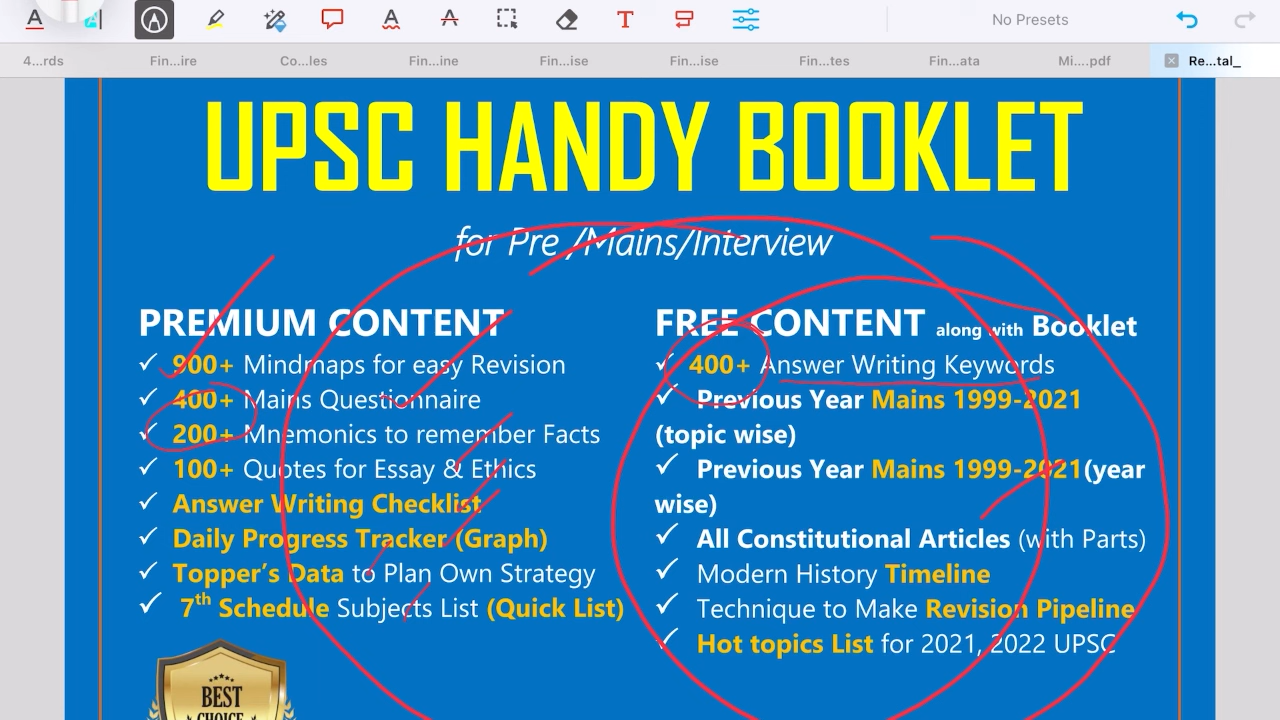 No Presets
4...rds
Fin...ire
Co...les
Fin...ine
Fin...ise
Fin...ise
Fin...tes
Fin...ata
Mi....pdf
Re...tal_
UPSC HANDY BOOKLET
for Pre /Mains/Interview
PREMIUM CONTENT
✓ 900+ Mindmaps for easy Revision
✓ 400+ Mains Questionnaire
✓ 200+ Mnemonics to remember Facts
✓ 100+ Quotes for Essay & Ethics
✓ Answer Writing Checklist
✓ Daily Progress Tracker (Graph)
✓ Topper's Data to Plan Own Strategy
✓ 7th Schedule Subjects List (Quick List)
FREE CONTENT along with Booklet
✓ 400+ Answer Writing Keywords
✓ Previous Year Mains 1999-2021
(topic wise)
✓ Previous Year Mains 1999-2021(year
wise)
✓ All Constitutional Articles (with Parts)
✓ Modern History Timeline
✓ Technique to Make Revision Pipeline
✓ Hot topics List for 2021, 2022 UPSC
BEST
CHOICE